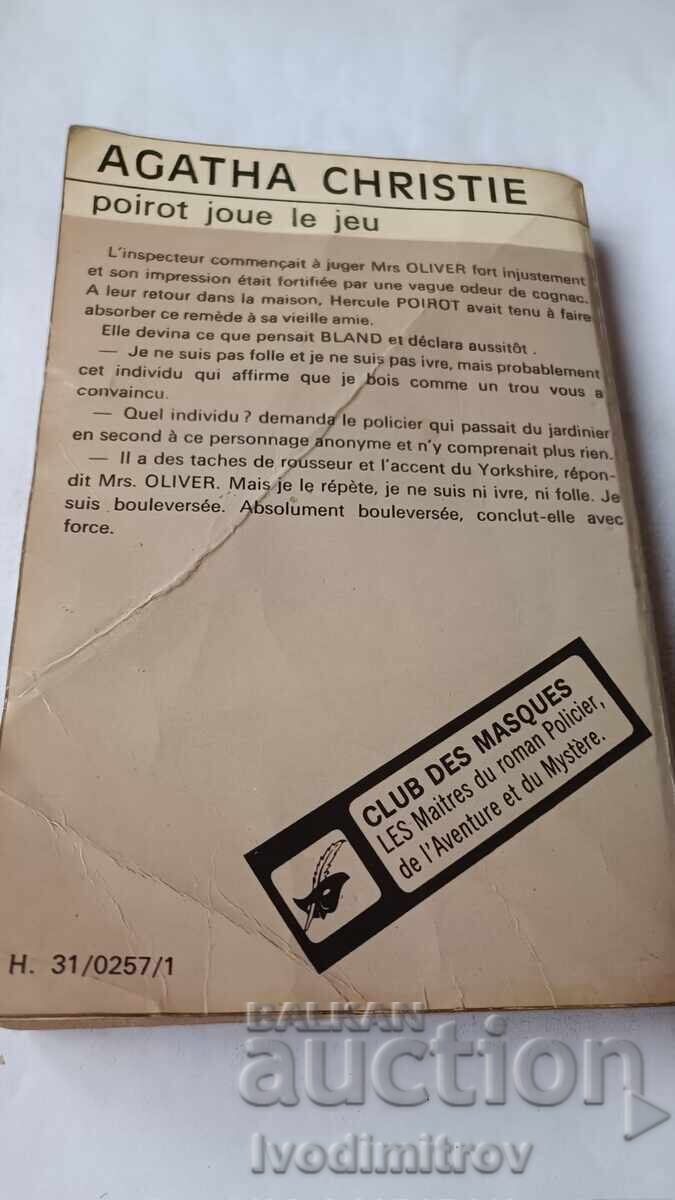 AGATHA CHRISTIE
poirot joue le jeu
L'inspecteur commençait à juger Mrs OLIVER fort injustement
et son impression était fortifiée par une vague odeur de cognac.
A leur retour dans la maison, Hercule POIROT avait tenu à faire
absorber ce remède à sa vieille amie.
Elle devina ce que pensait BLAND et déclara aussitôt .
— Je ne suis pas folle et je ne suis pas ivre, mais probablement
cet individu qui affirme que je bois comme un trou vous a
convaincu.
— Quel individu ? demanda le policier qui passait du jardinier
en second à ce personnage anonyme et n'y comprenait plus rien.
— Il a des taches de rousseur et l'accent du Yorkshire, répon-
dit Mrs. OLIVER. Mais je le répète, je ne suis ni ivre, ni folle. Je
suis bouleversée. Absolument bouleversée, conclut-elle avec
force.
CLUB DES MASQUES
LES Maitres du roman Policier,
de l'Aventure et du Mystère.
H. 31/0257/1
BALKAN
auction
Ivodimitrov